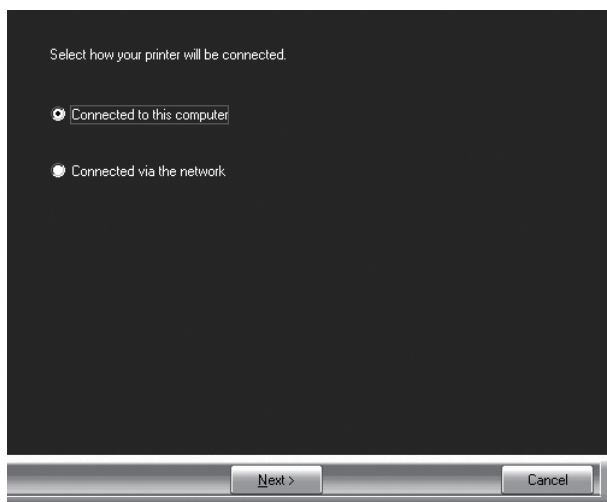 Select how your printer will be connected.
Connected to this computer
Connected via the network
Next >
Cancel